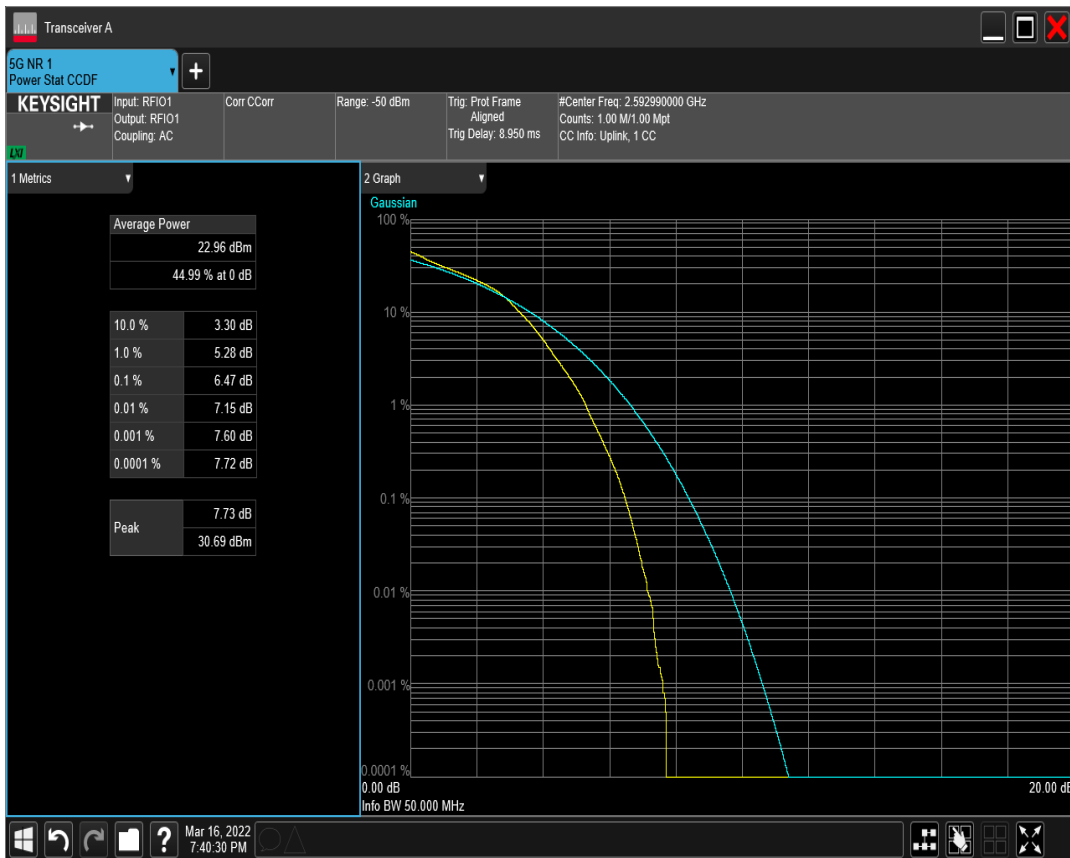 Transceiver A
5G NR 1
Power Stat CCDF
KEYSIGHT
LXI
Input: RFIO1
Output: RFIO1
Coupling: AC
Corr CCorr
Range: -50 dBm
Trig: Prot Frame
Aligned
Trig Delay: 8.950 ms
#Center Freq: 2.592990000 GHz
Counts: 1.00 M/1.00 Mpt
CC Info: Uplink, 1 CC
1 Metrics
Average Power
22.96 dBm
44.99 % at 0 dB
10.0 % 3.30 dB
1.0 % 5.28 dB
0.1 % 6.47 dB
0.01 % 7.15 dB
0.001 % 7.60 dB
0.0001 % 7.72 dB
Peak
7.73 dB
30.69 dBm
2 Graph
Gaussian
100 %
10 %
1 %
0.1 %
0.01 %
0.001 %
0.0001 %
0.00 dB 20.00 dB
Info BW 50.000 MHz
Mar 16, 2022
7:40:30 PM